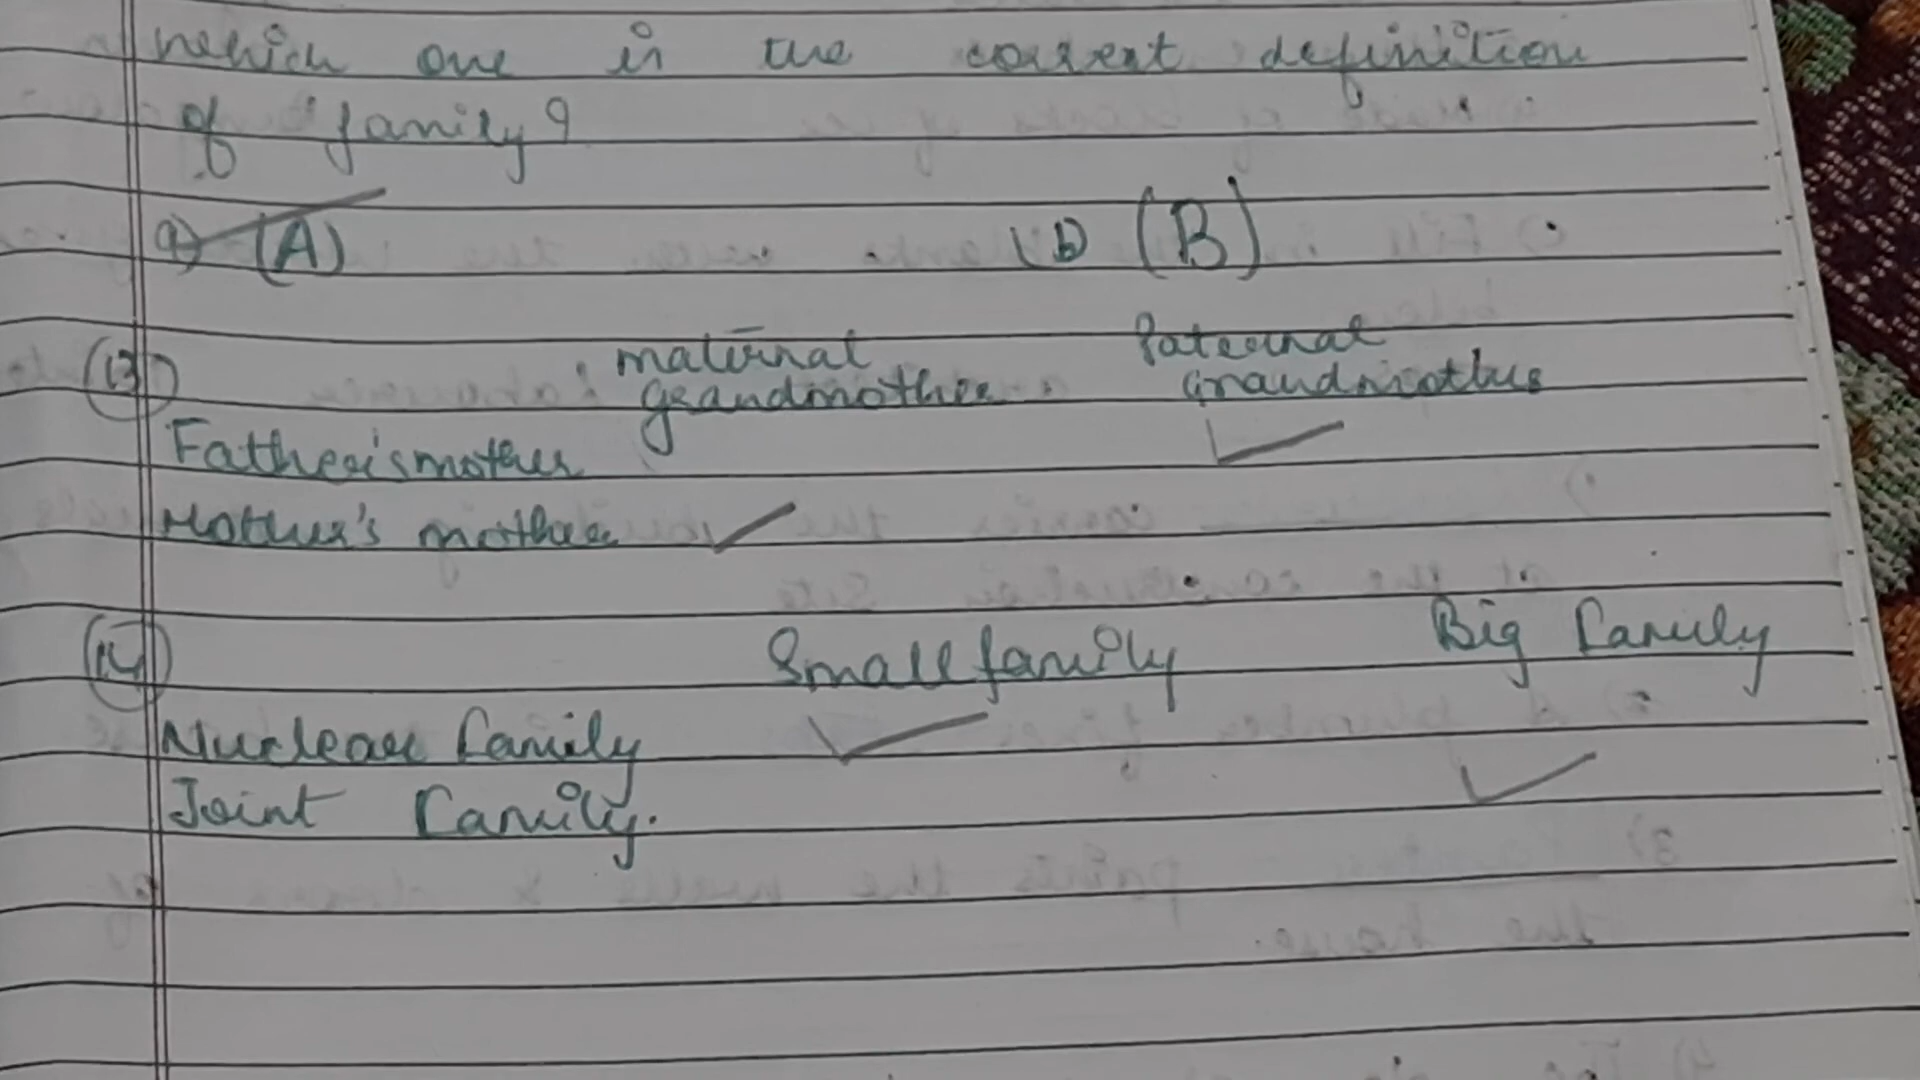 which one is the correct definition
of family?
a) (A) (b) (B)
(13) maternal grandmother Paternal Grandmother
Father's mother ✓
Mother's mother ✓
(14) Small family Big family
Nuclear family ✓
Joint family. ✓